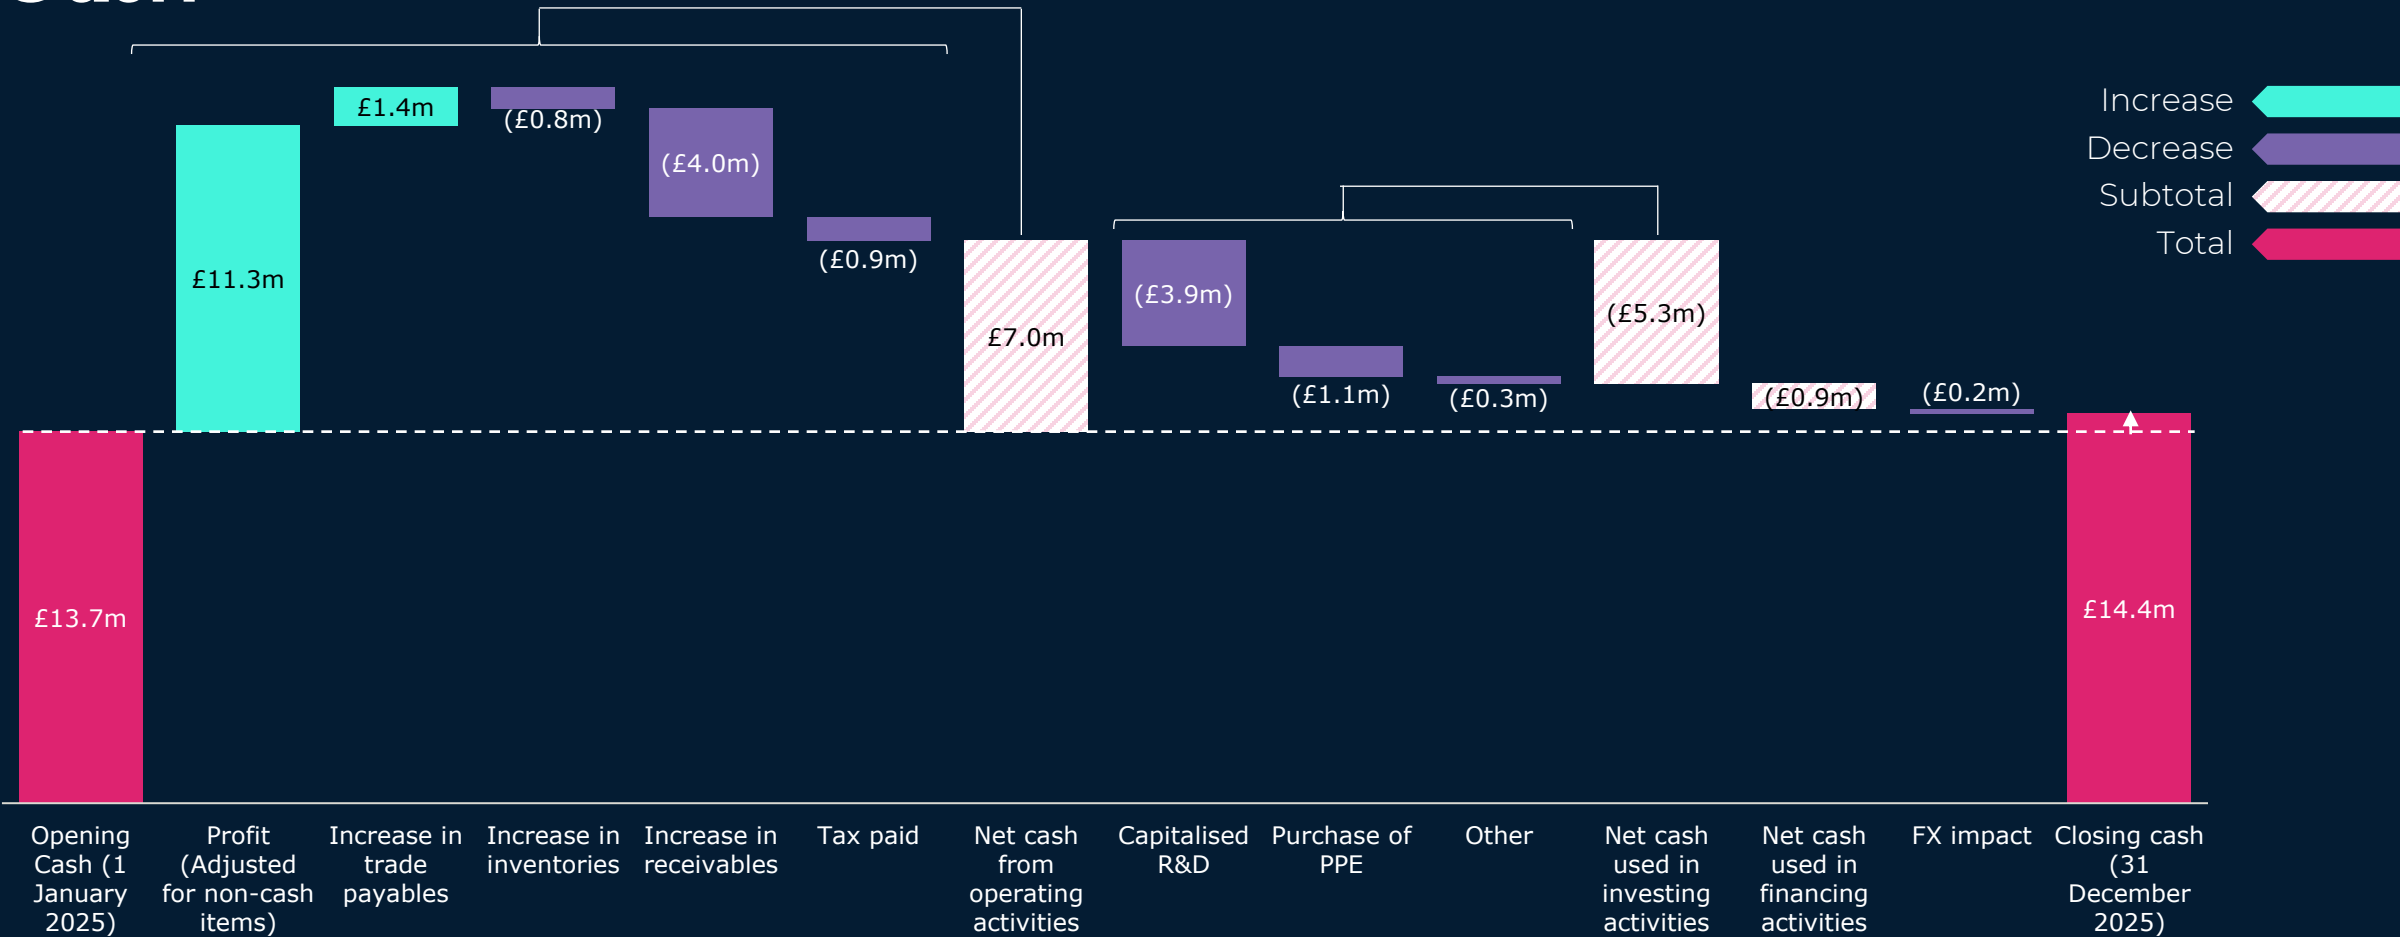 £1.4m
(£0.8m)
(£4.0m)
£11.3m
(£0.9m)
£7.0m
(£3.9m)
(£1.1m)
(£0.3m)
(£5.3m)
(£0.9m)
(£0.2m)
£13.7m
£14.4m
Increase
Decrease
Subtotal
Total
Opening
Cash (1
January
2025)
Profit
(Adjusted
for non-cash
items)
Increase in
trade
payables
Increase in
inventories
Increase in
receivables
Tax paid
Net cash
from
operating
activities
Capitalised
R&D
Purchase of
PPE
Other
Net cash
used in
investing
activities
Net cash
used in
financing
activities
FX impact
Closing cash
(31
December
2025)